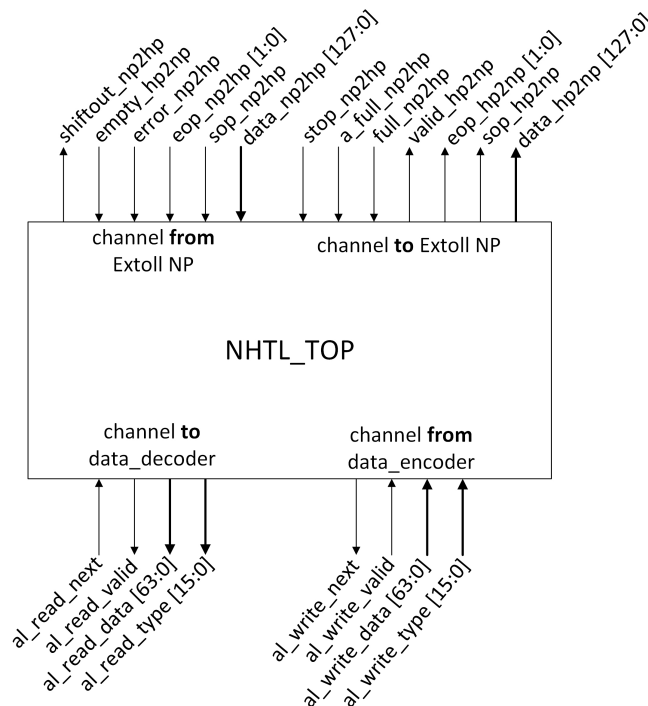 shiftout_np2hp
empty_hp2np
error_np2hp
eop_np2hp [1:0]
sop_np2hp
data_np2hp [127:0]
stop_np2hp
a_full_np2hp
full_np2hp
valid_hp2np
eop_hp2np [1:0]
sop_hp2np
data_hp2np [127:0]
channel from
Extoll NP
channel to Extoll NP
NHTL_TOP
channel to
data_decoder
channel from
data_encoder
al_read_next
al_read_valid
al_read_data [63:0]
al_read_type [15:0]
al_write_next
al_write_valid
al_write_data [63:0]
al_write_type [15:0]